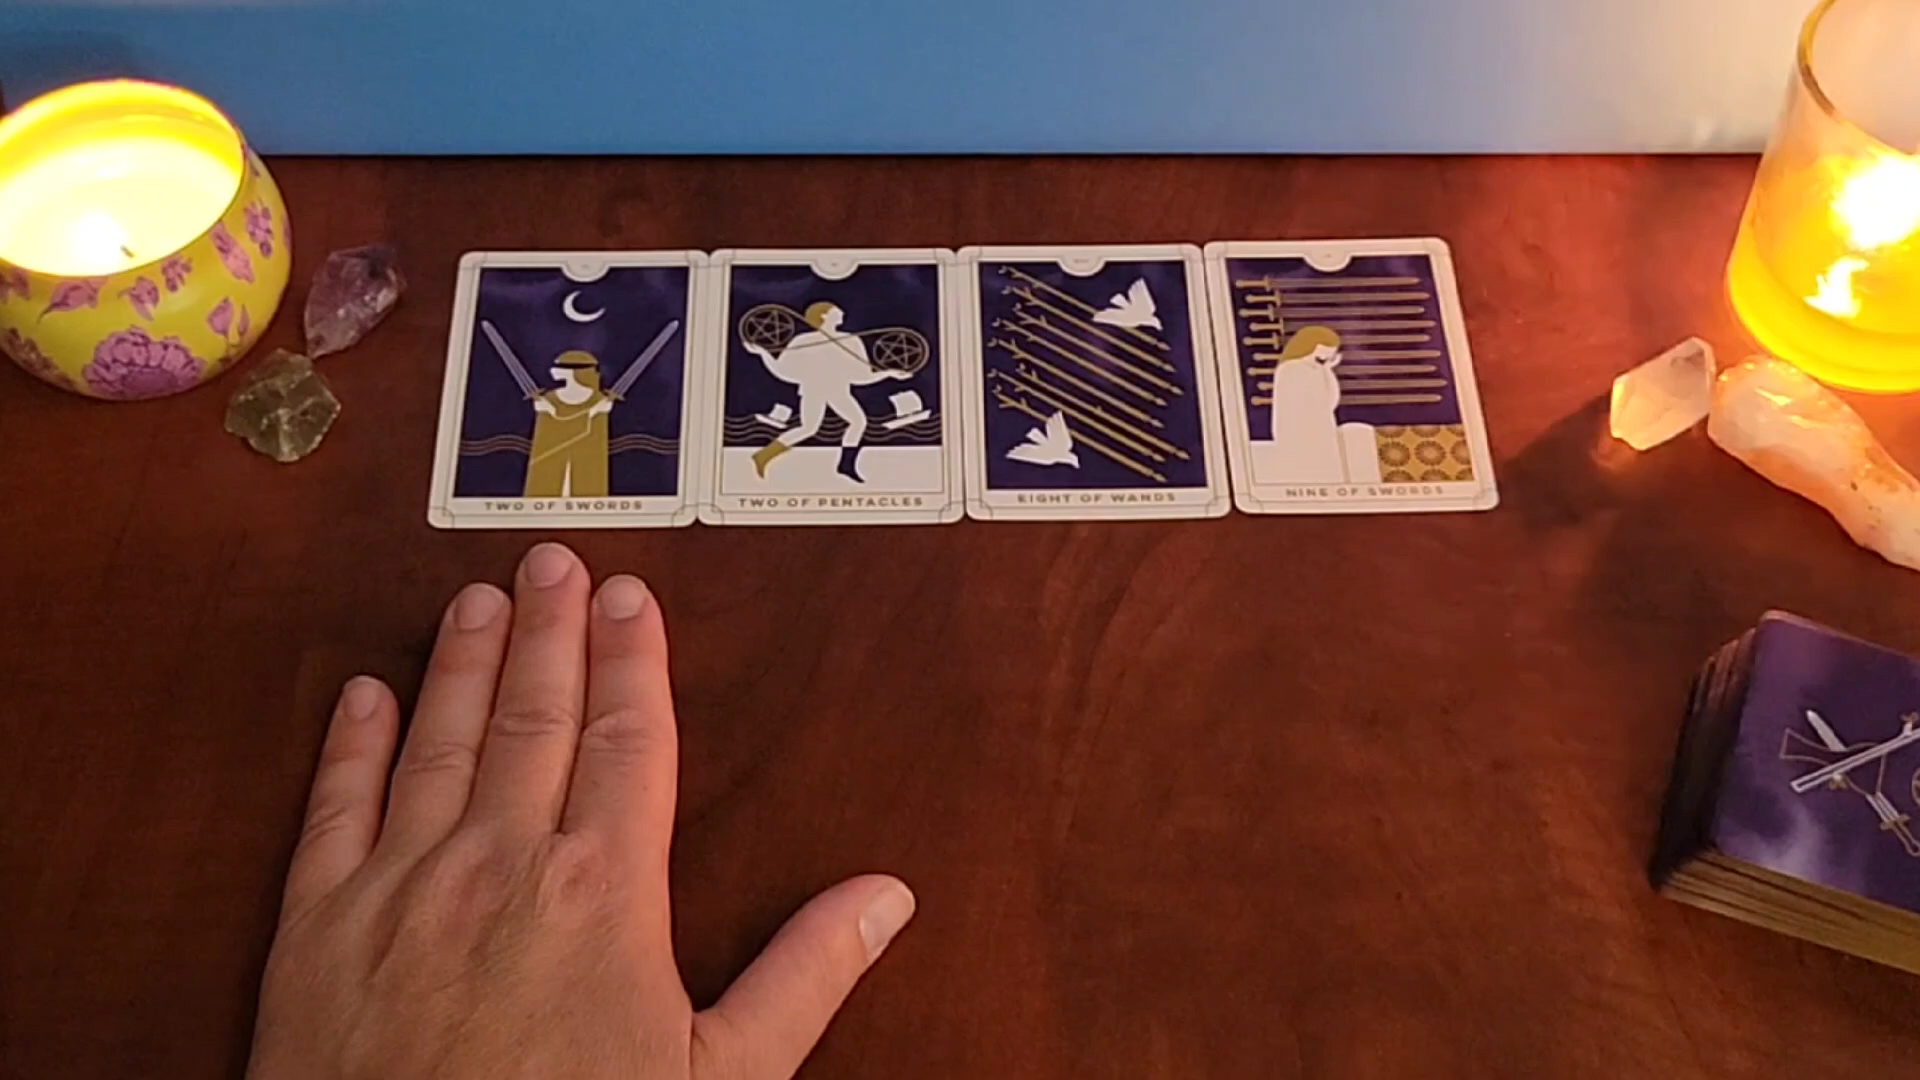 TWO OF SWORDS
TWO OF PENTACLES
EIGHT OF WANDS
NINE OF SWORDS